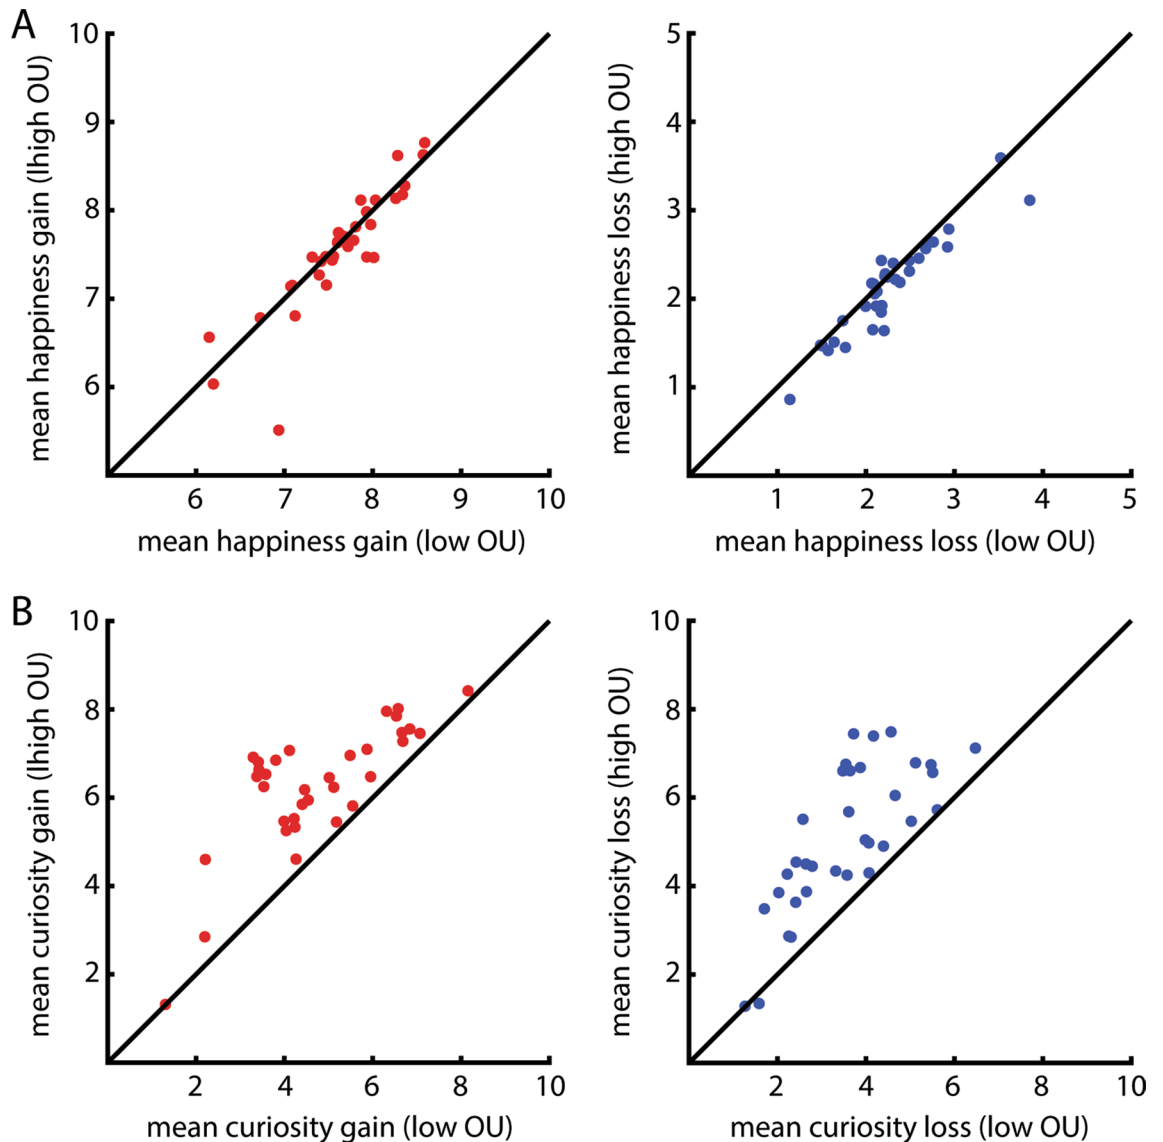 A
10
9
8
7
6
6 7 8 9 10
mean happiness gain (lhigh OU)
mean happiness gain (low OU)
5
4
3
2
1
1 2 3 4 5
mean happiness loss (high OU)
mean happiness loss (low OU)
B
10
8
6
4
2
2 4 6 8 10
mean curiosity gain (lhigh OU)
mean curiosity gain (low OU)
10
8
6
4
2
2 4 6 8 10
mean curiosity loss (high OU)
mean curiosity loss (low OU)